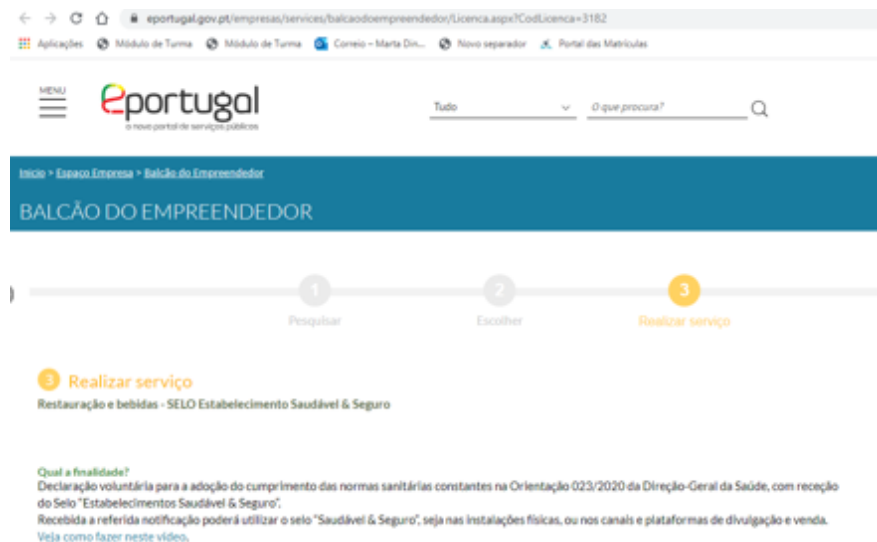 eportugal.gov.pt/empresas/services/balcaodoempreendedor/Licenca.aspx?CodLicenca=3182
Aplicações Módulo de Turma Módulo de Turma Correio – Marta Din... Novo separador Portal das Matrículas
MENU
eportugal
o novo portal de serviços públicos
Tudo O que procura?
Início > Espaço Empresa > Balcão do Empreendedor
BALCÃO DO EMPREENDEDOR
1 2 3
Pesquisar Escolher Realizar serviço
3 Realizar serviço
Restauração e bebidas - SELO Estabelecimento Saudável & Seguro
Qual a finalidade?
Declaração voluntária para a adoção do cumprimento das normas sanitárias constantes na Orientação 023/2020 da Direção-Geral da Saúde, com receção
do Selo "Estabelecimentos Saudável & Seguro".
Recebida a referida notificação poderá utilizar o selo "Saudável & Seguro", seja nas instalações físicas, ou nos canais e plataformas de divulgação e venda.
Veja como fazer neste vídeo.